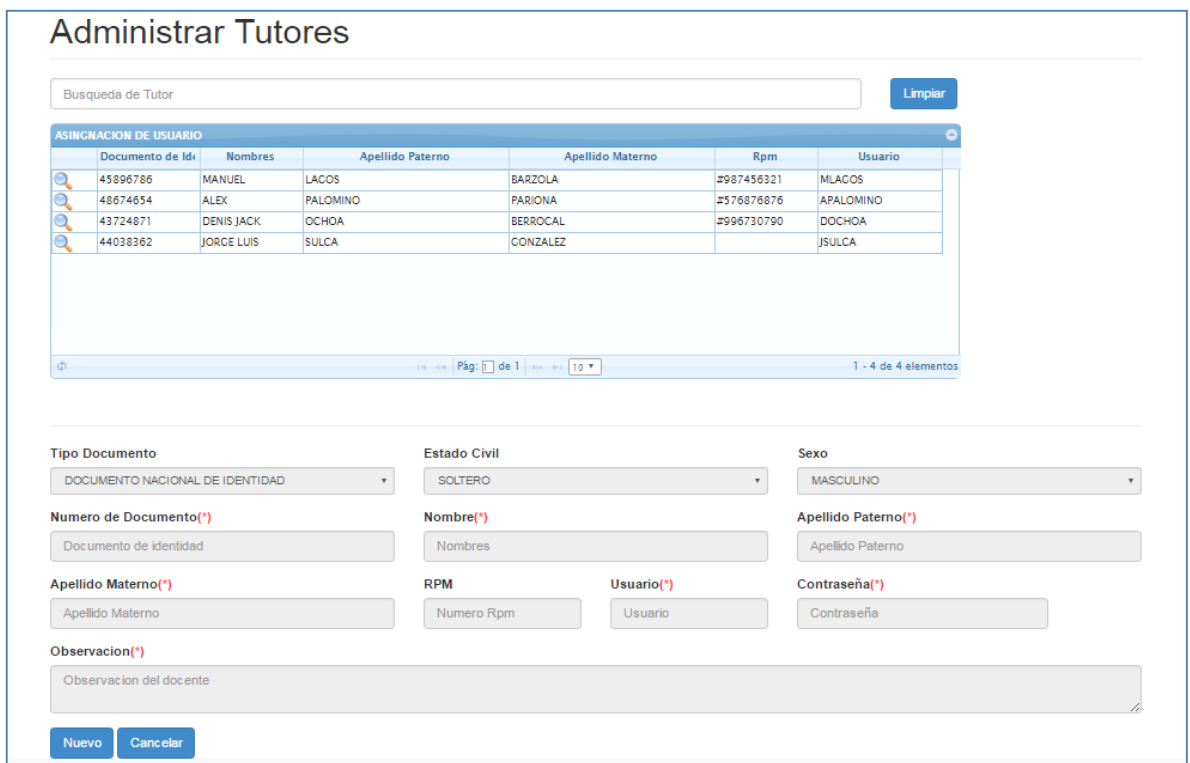 Administrar Tutores
Busqueda de Tutor Limpiar
ASINGNACION DE USUARIO
Documento de Ide Nombres Apellido Paterno Apellido Materno Rpm Usuario
45896786 MANUEL LAGOS BARZOLA #987456321 MLAGOS
48674654 ALEX PALOMINO PARIONA #576876876 APALOMINO
43724871 DENIS JACK OCHOA BERROCAL #996730790 DOCHOA
44038362 JORGE LUIS SULCA GONZALEZ JSULCA
Pág: 1 de 1 10 1 - 4 de 4 elementos
Tipo Documento Estado Civil Sexo
DOCUMENTO NACIONAL DE IDENTIDAD SOLTERO MASCULINO
Numero de Documento(*) Nombre(*) Apellido Paterno(*)
Documento de identidad Nombres Apellido Paterno
Apellido Materno(*) RPM Usuario(*) Contraseña(*)
Apellido Materno Numero Rpm Usuario Contraseña
Observacion(*)
Observacion del docente
Nuevo Cancelar